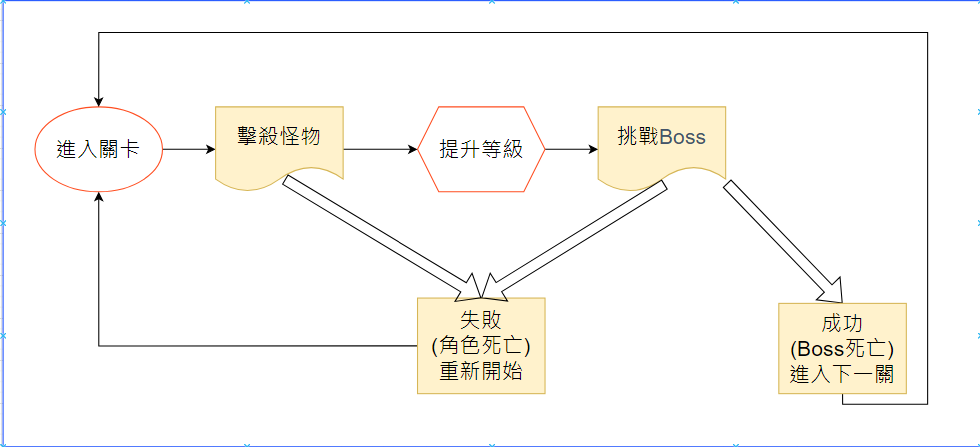 進入關卡
擊殺怪物
提升等級
挑戰Boss
失敗
(角色死亡)
重新開始
成功
(Boss死亡)
進入下一關